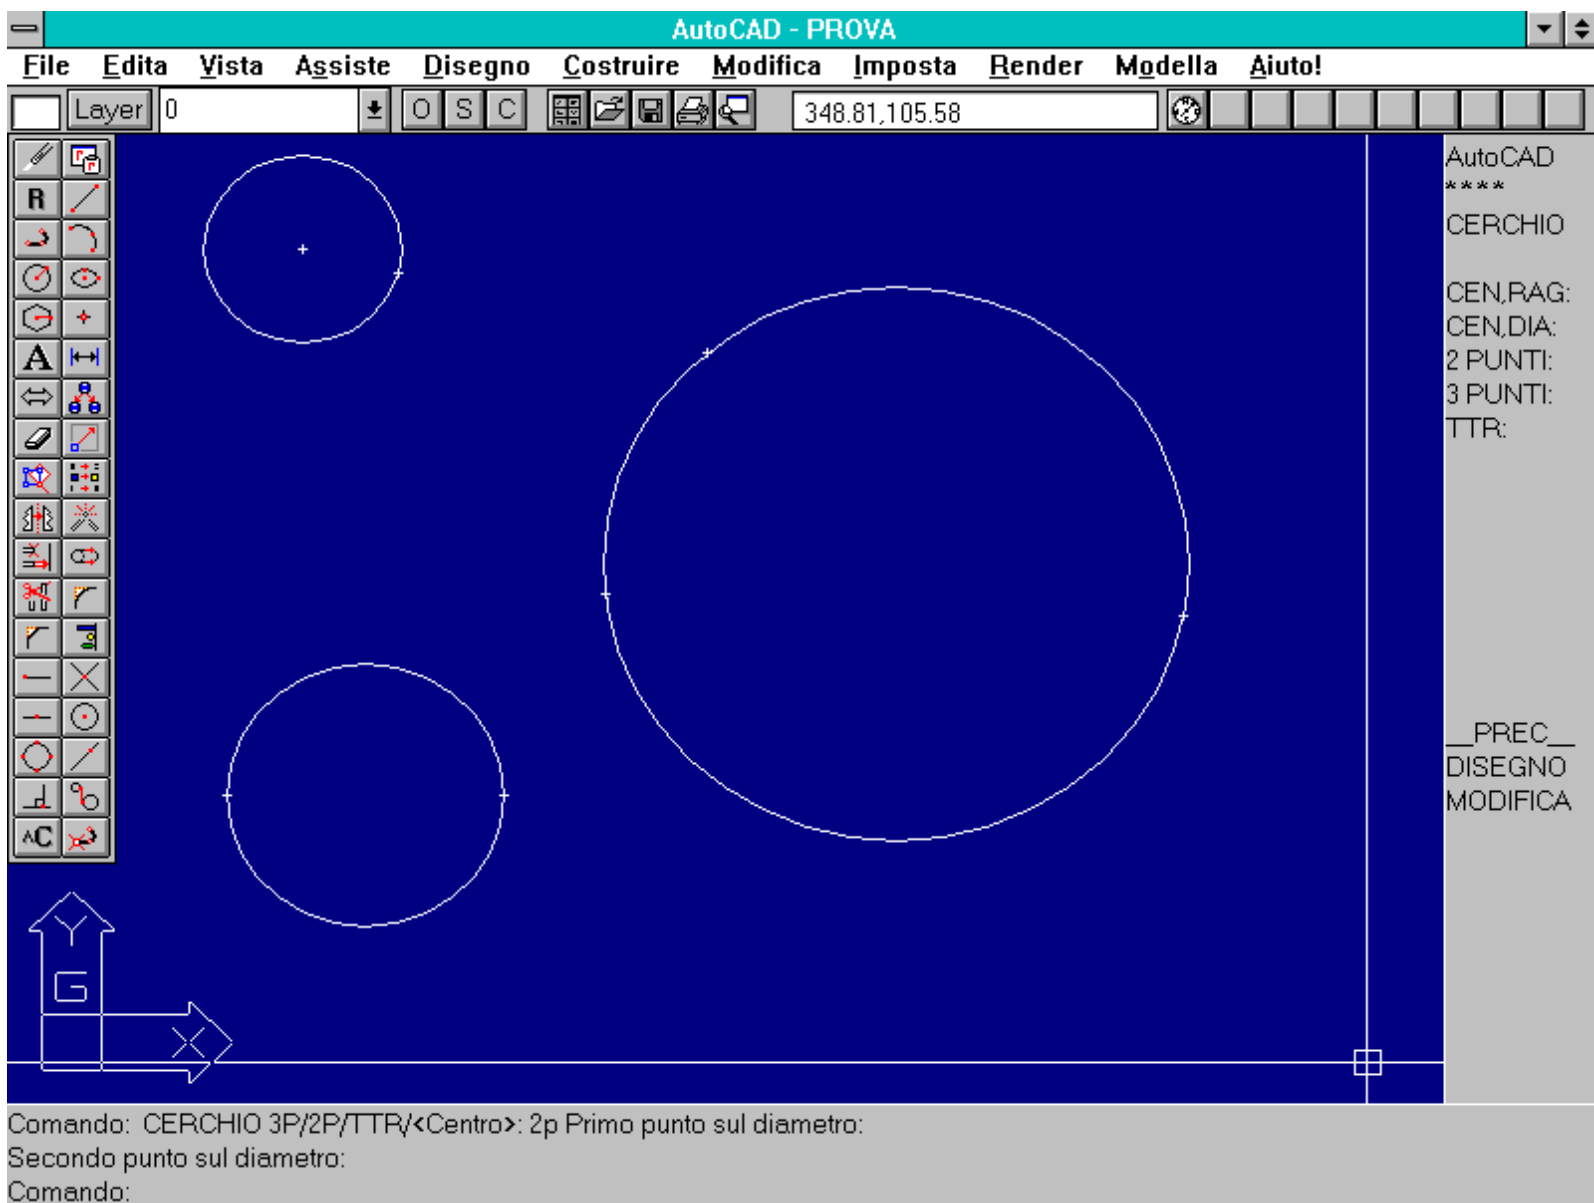 AutoCAD - PROVA
File Edita Vista Assiste Disegno Costruire Modifica Imposta Render Modella Aiuto!
Layer 0 O S C 348.81,105.58
R
A
AC
AutoCAD
****
CERCHIO
CEN,RAG:
CEN,DIA:
2 PUNTI:
3 PUNTI:
TTR:
__PREC__
DISEGNO
MODIFICA
Y
G
X
Comando: CERCHIO 3P/2P/TTR/<Centro>: 2p Primo punto sul diametro:
Secondo punto sul diametro:
Comando: